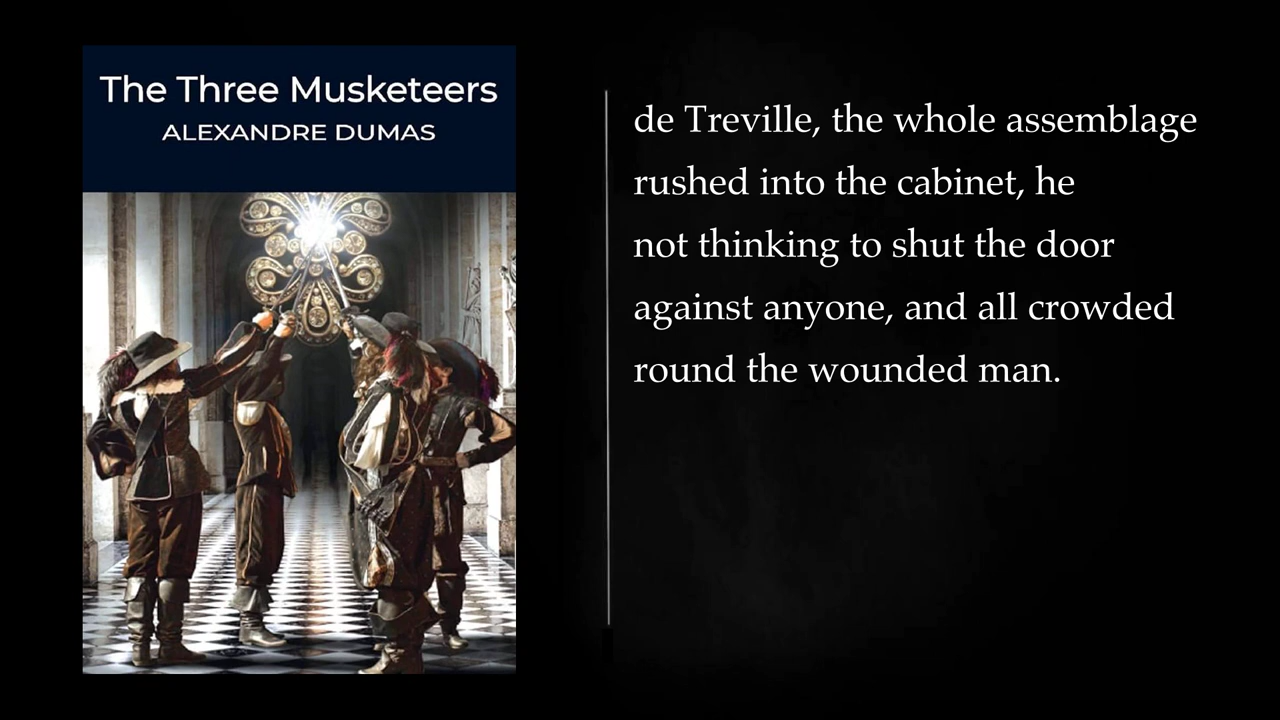 The Three Musketeers
ALEXANDRE DUMAS
de Treville, the whole assemblage
rushed into the cabinet, he
not thinking to shut the door
against anyone, and all crowded
round the wounded man.